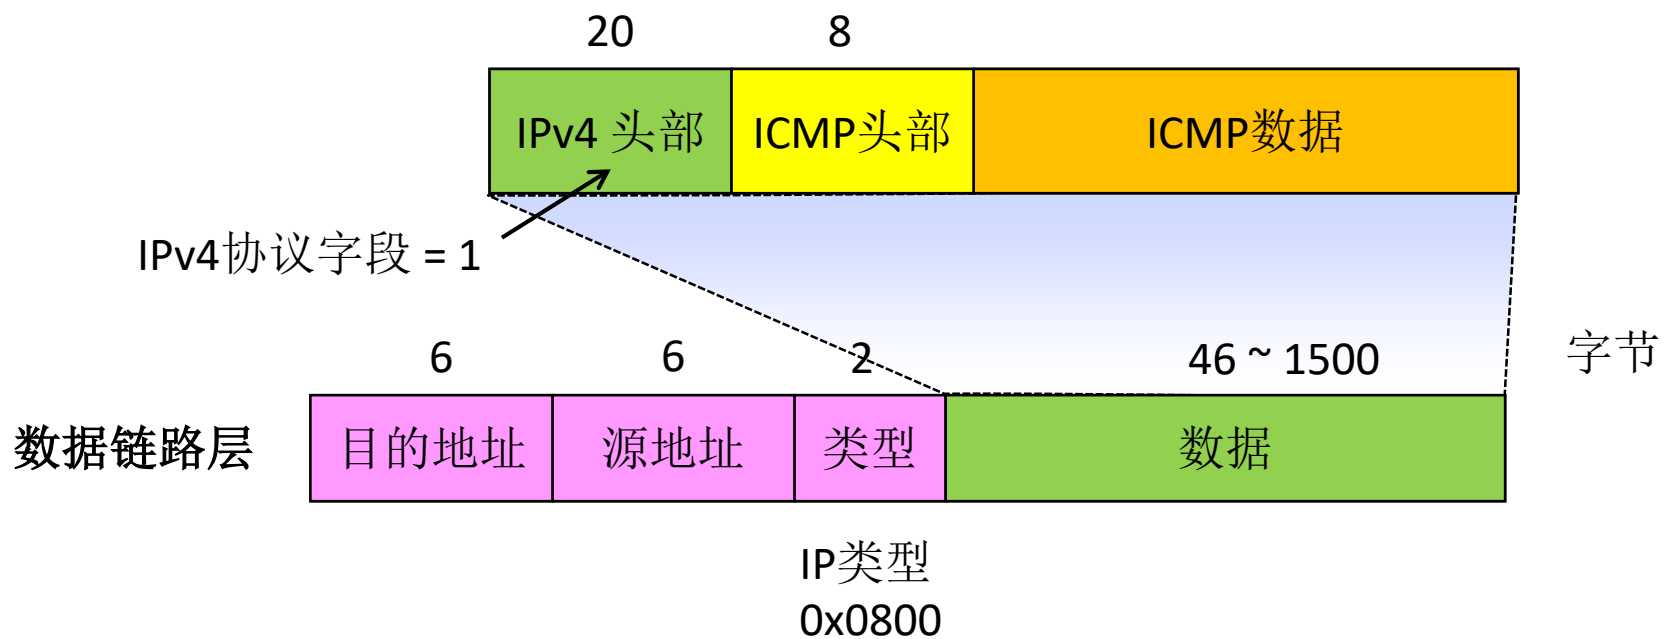 20 8
IPv4 头部 ICMP头部 ICMP数据
IPv4协议字段 = 1
6 6 2 46 ~ 1500 字节
数据链路层 目的地址 源地址 类型 数据
IP类型
0x0800